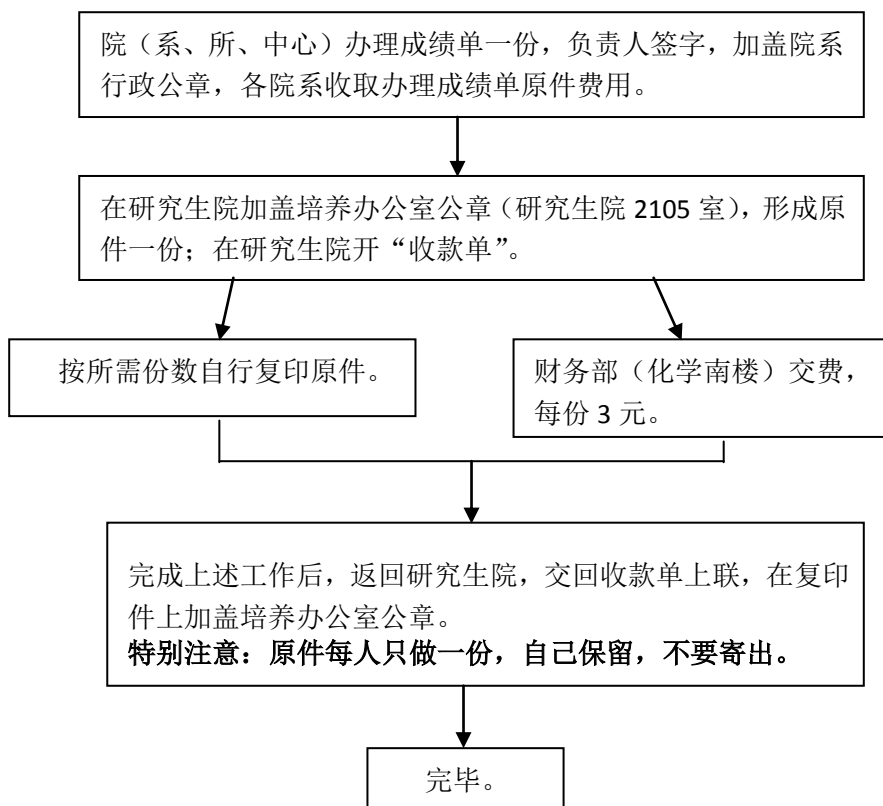 院（系、所、中心）办理成绩单一份，负责人签字，加盖院系
行政公章，各院系收取办理成绩单原件费用。
在研究生院加盖培养办公室公章（研究生院 2105 室），形成原
件一份；在研究生院开“收款单”。
按所需份数自行复印原件。
财务部（化学南楼）交费，
每份 3 元。
完成上述工作后，返回研究生院，交回收款单上联，在复印
件上加盖培养办公室公章。
特别注意：原件每人只做一份，自己保留，不要寄出。
完毕。